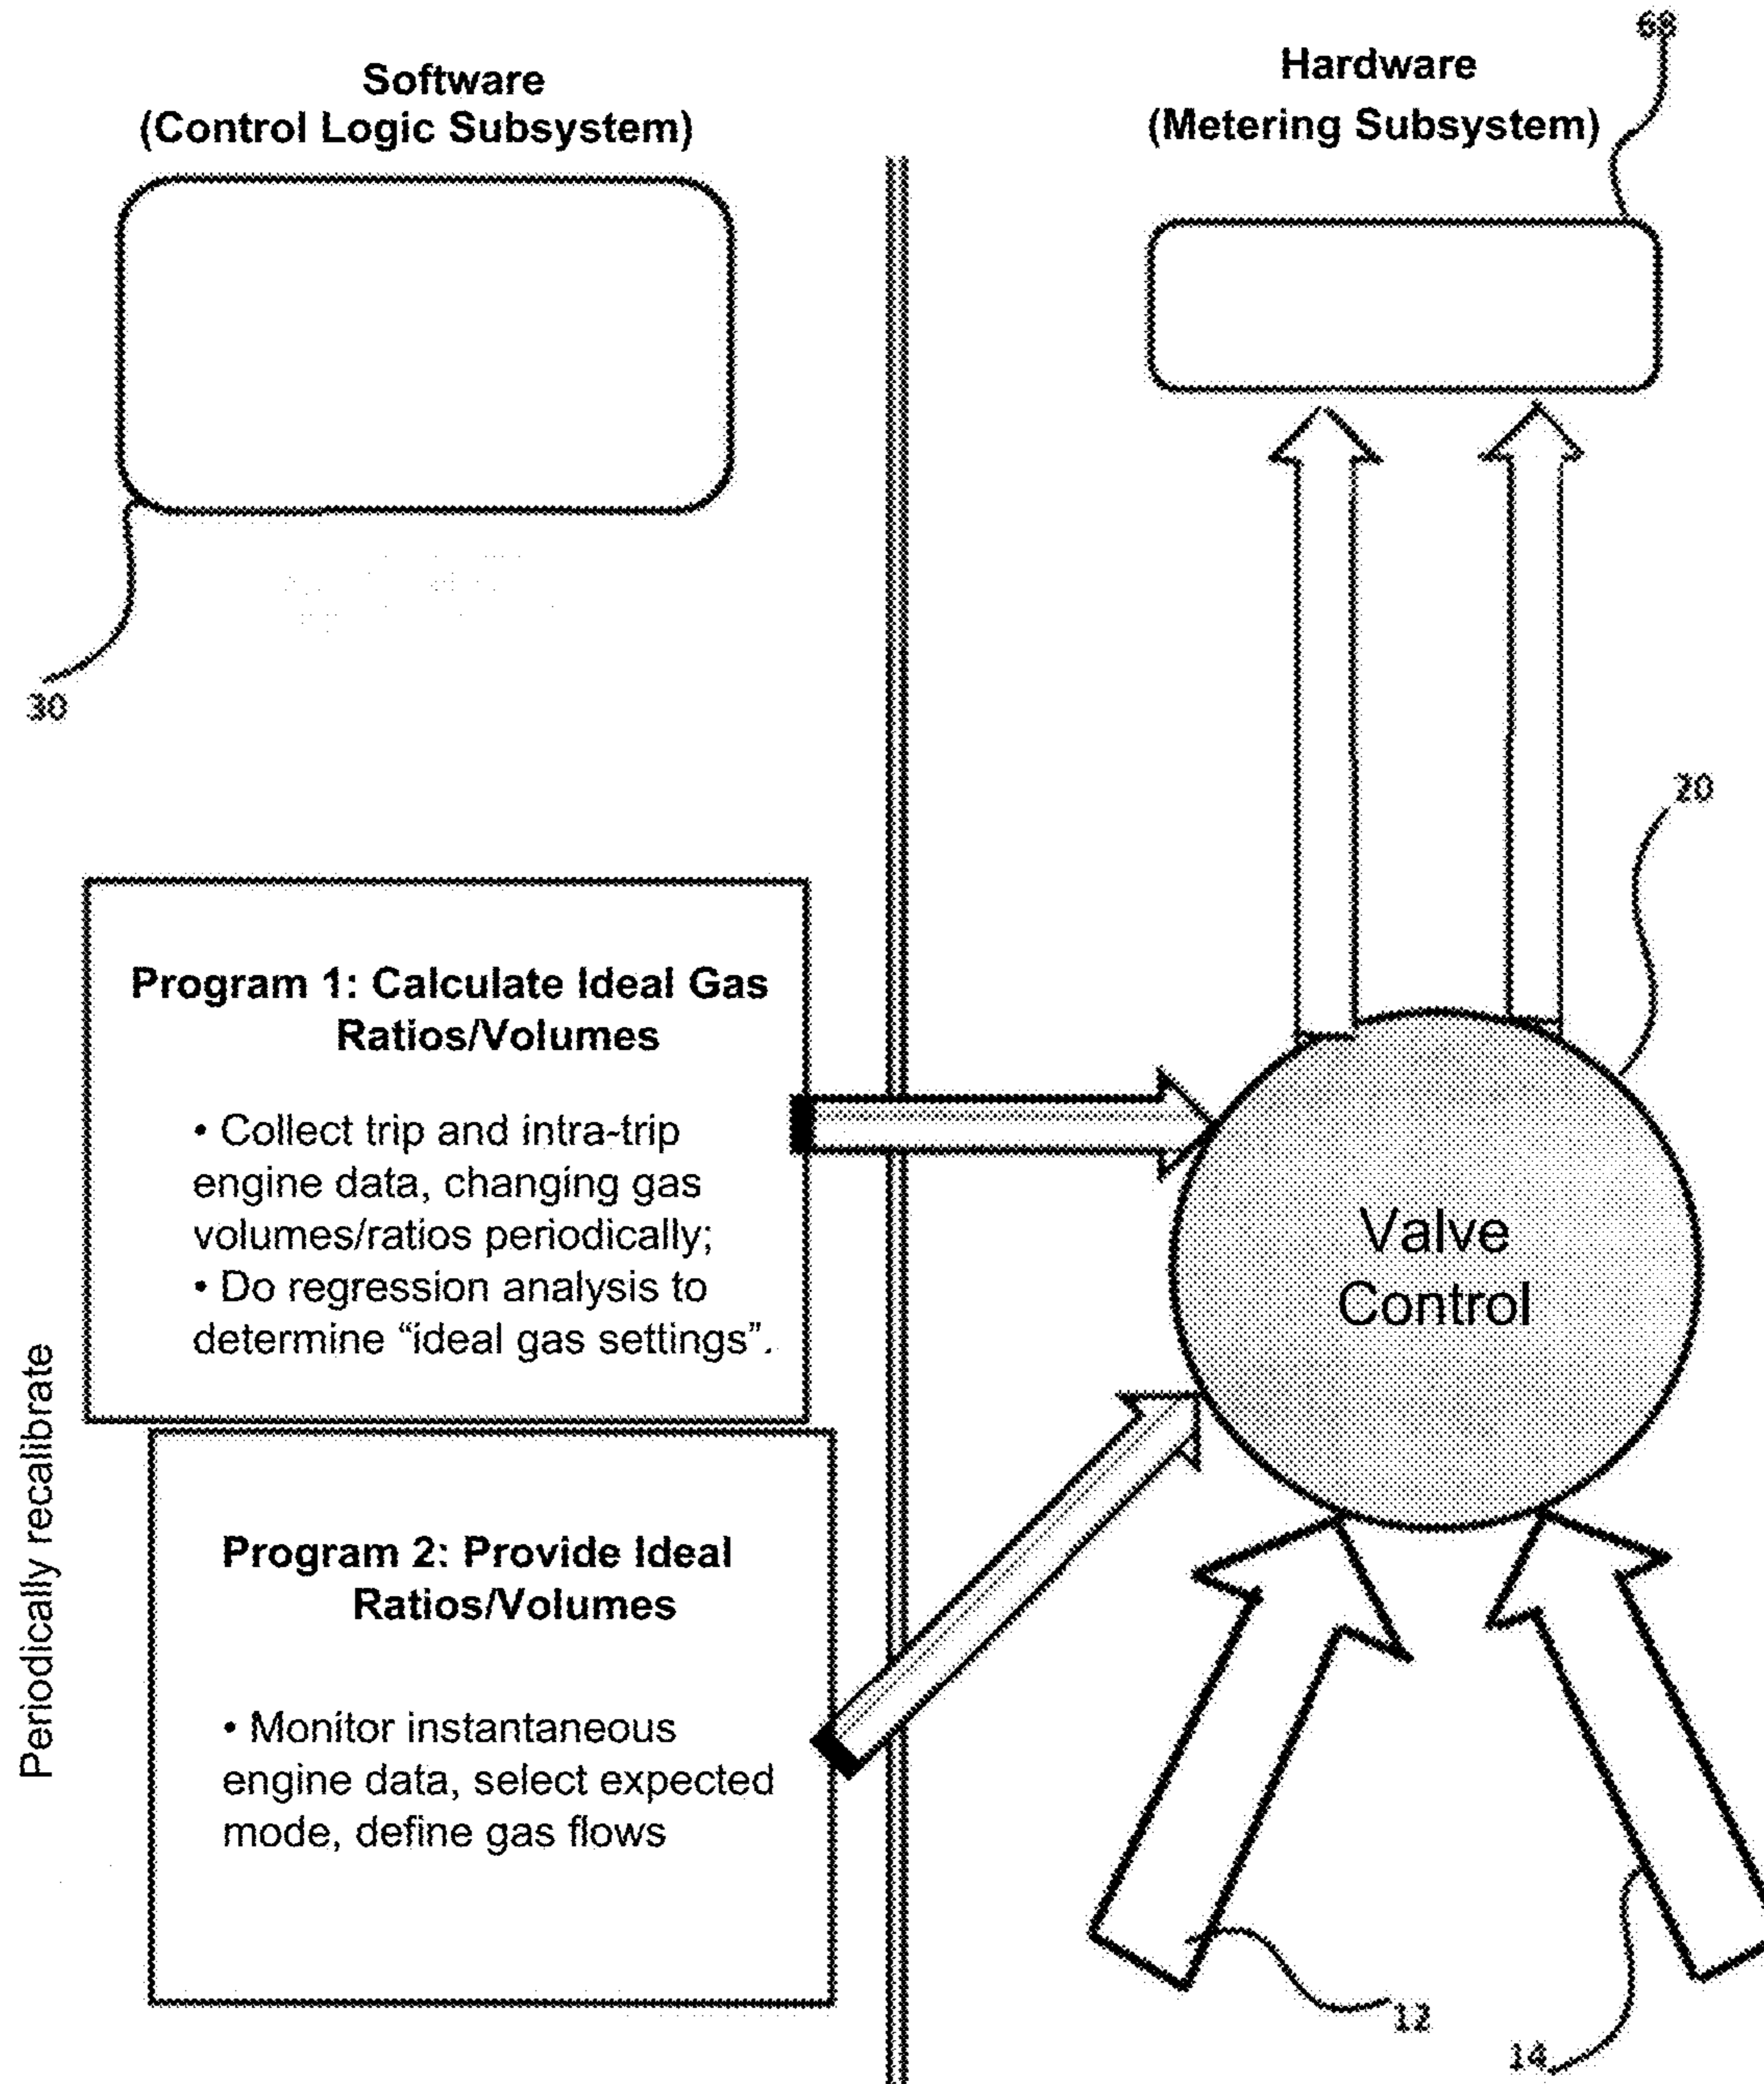 Software
(Control Logic Subsystem)
Hardware
(Metering Subsystem)
30
20
Program 1: Calculate Ideal Gas
Ratios/Volumes
• Collect trip and intra-trip
engine data, changing gas
volumes/ratios periodically;
• Do regression analysis to
determine “ideal gas settings”.
Valve
Control
Periodically recalibrate
Program 2: Provide Ideal
Ratios/Volumes
• Monitor instantaneous
engine data, select expected
mode, define gas flows
12
14